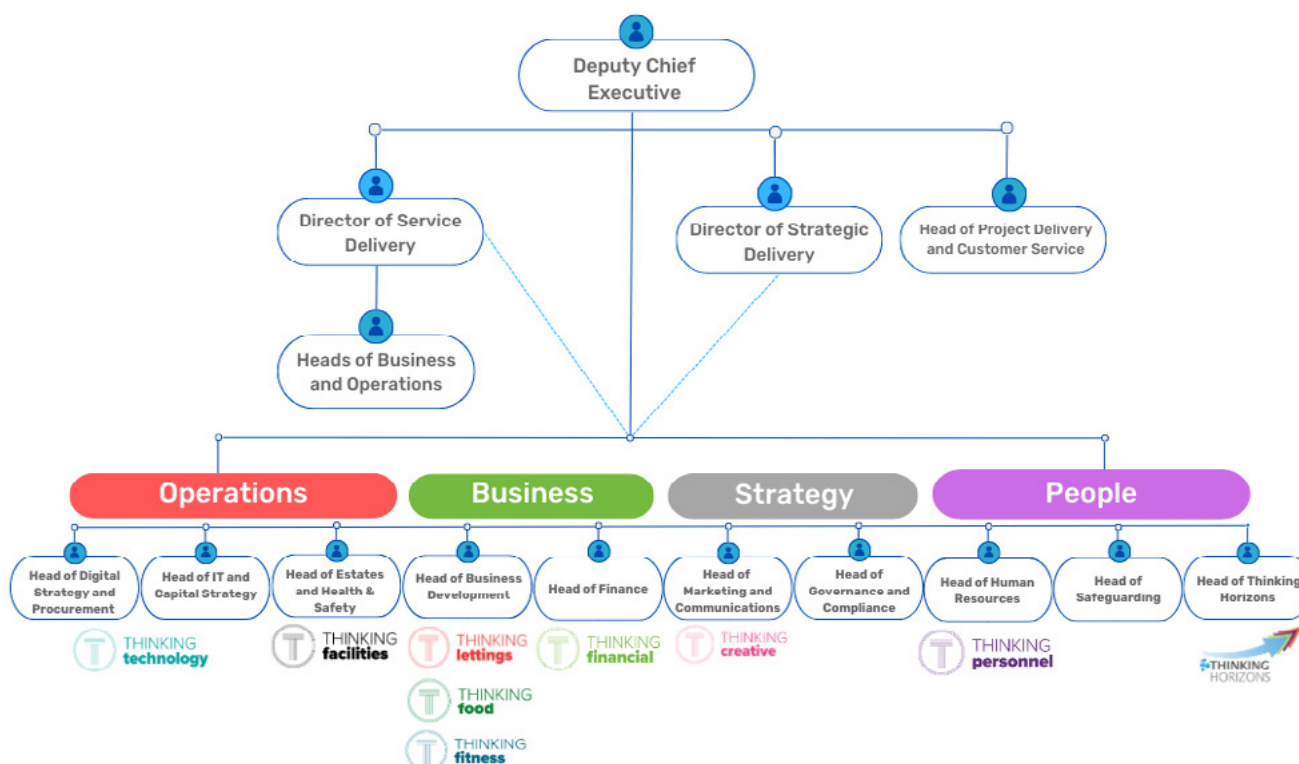 Deputy Chief
Executive
Director of Service
Delivery
Director of Strategic
Delivery
Head of Project Delivery
and Customer Service
Heads of Business
and Operations
Operations
Business
Strategy
People
Head of Digital
Strategy and
Procurement
Head of IT and
Capital Strategy
Head of Estates
and Health &
Safety
Head of Business
Development
Head of Finance
Head of
Marketing and
Communications
Head of
Governance and
Compliance
Head of Human
Resources
Head of
Safeguarding
Head of Thinking
Horizons
T THINKING
technology
T THINKING
facilities
T THINKING
lettings
T THINKING
financial
T THINKING
creative
T THINKING
personnel
THINKING
HORIZONS
T THINKING
food
T THINKING
fitness